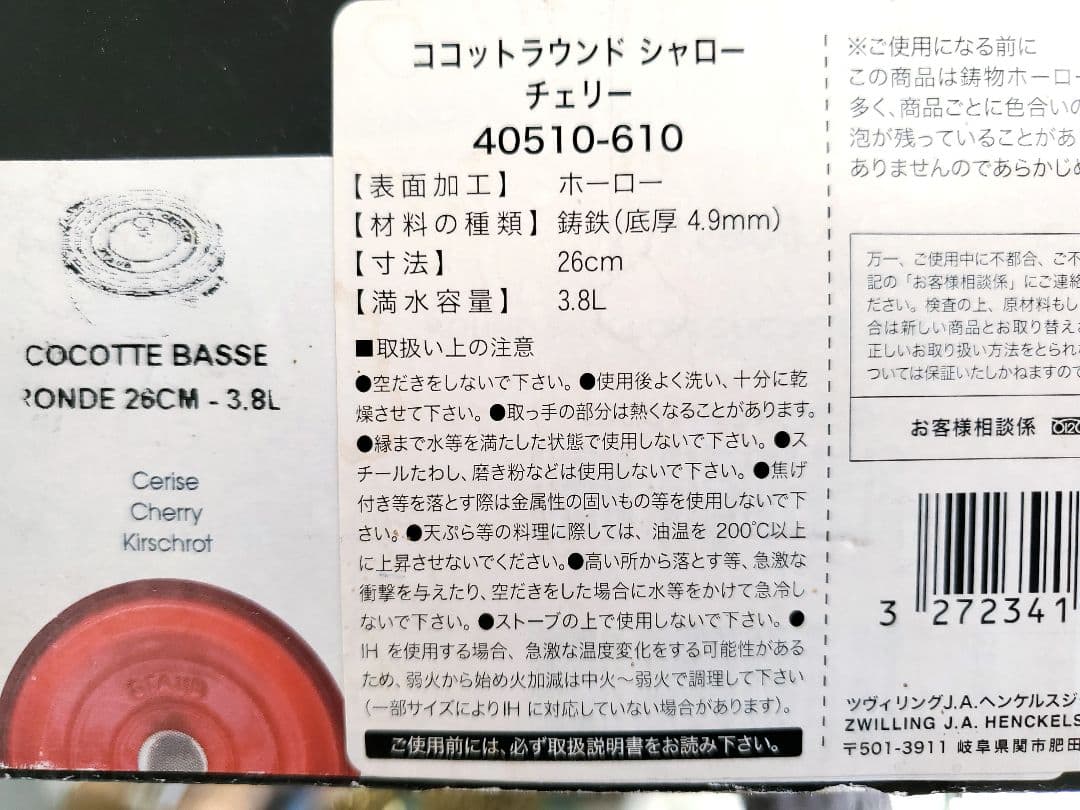 COCOTTE BASSE
RONDE 26CM - 3.8L
Cerise
Cherry
Kirschrot
ココットラウンド シャロー
チェリー
40510-610
【表面加工】 ホーロー
【材料の種類】 鋳鉄(底厚 4.9mm)
【寸法】 26cm
【満水容量】 3.8L
■取扱い上の注意
●空だきをしないで下さい。●使用後よく洗い、十分に乾
燥させて下さい。●取っ手の部分は熱くなることがあります。
●縁まで水等を満たした状態で使用しないで下さい。●ス
チールたわし、磨き粉などは使用しないで下さい。●焦げ
付き等を落とす際は金属性の固いもの等を使用しないで下
さい。●天ぷら等の料理に際しては、油温を 200℃以上
に上昇させないでください。●高い所から落とす等、急激な
衝撃を与えたり、空だきをした場合に水等をかけて急冷し
ないで下さい。●ストーブの上で使用しないで下さい。●
IH を使用する場合、急激な温度変化をする可能性がある
ため、弱火から始め火加減は中火～弱火で調理して下さい
(一部サイズによりIH に対応していない場合があります)。
ご使用前には、必ず取扱説明書をお読み下さい。
※ご使用になる前に
この商品は鋳物ホーロー
多く、商品ごとに色合いの
泡が残っていることがあ
ありませんのであらかじめ
万一、ご使用中に不都合、ご不
記の「お客様相談係」にご連絡
ださい。検査の上、原材料もし
合は新しい商品とお取り替え
正しいお取り扱い方法をとられ
ついては保証いたしかねますので
お客様相談係
3 272341
ツヴィリングJ.A.ヘンケルスジ
ZWILLING J.A. HENCKELS
〒501-3911 岐阜県関市肥田